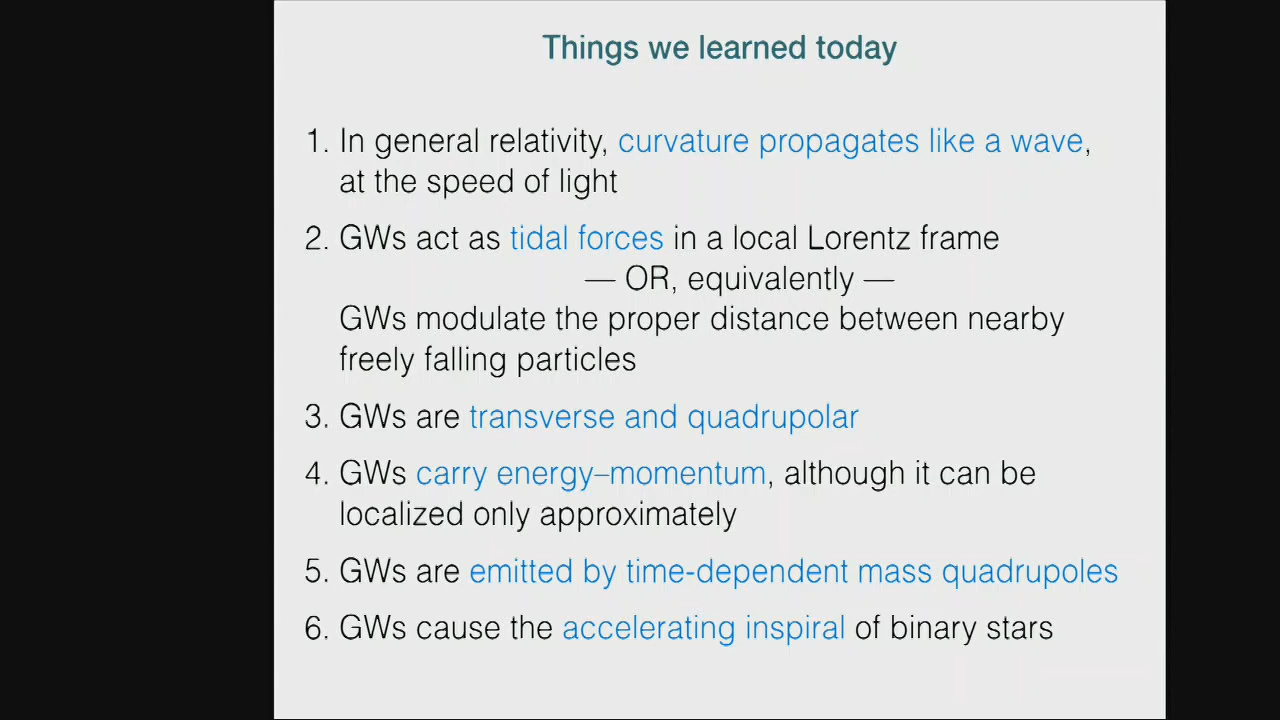 Things we learned today
1. In general relativity, curvature propagates like a wave,
at the speed of light
2. GWs act as tidal forces in a local Lorentz frame
— OR, equivalently —
GWs modulate the proper distance between nearby
freely falling particles
3. GWs are transverse and quadrupolar
4. GWs carry energy–momentum, although it can be
localized only approximately
5. GWs are emitted by time-dependent mass quadrupoles
6. GWs cause the accelerating inspiral of binary stars